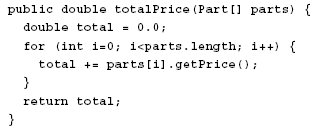 public double totalPrice(Part[] parts) {
  double total = 0.0;
  for (int i=0; i<parts.length; i++) {
    total += parts[i].getPrice();
  }
  return total;
}